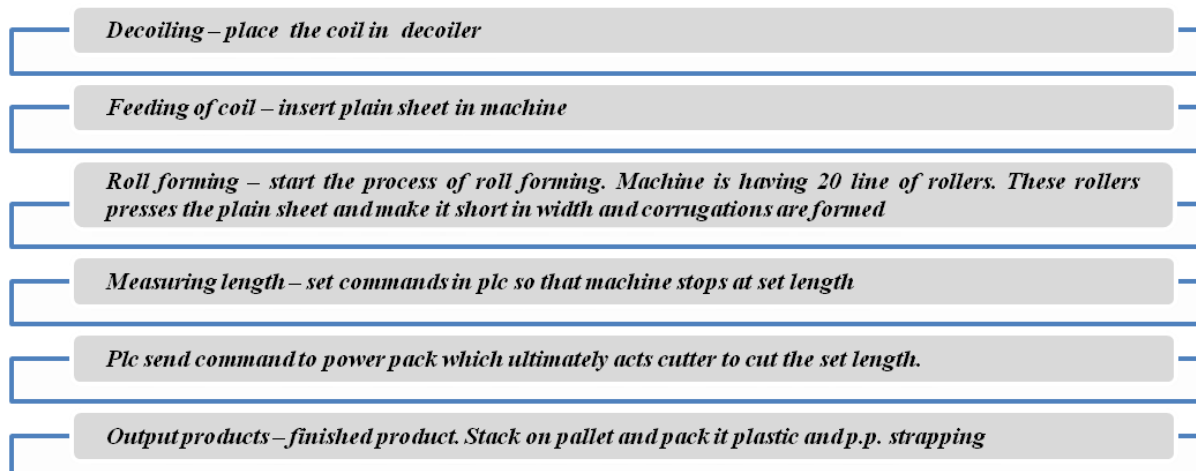 Decoiling – place the coil in decoiler
Feeding of coil – insert plain sheet in machine
Roll forming – start the process of roll forming. Machine is having 20 line of rollers. These rollers
presses the plain sheet and make it short in width and corrugations are formed
Measuring length – set commands in plc so that machine stops at set length
Plc send command to power pack which ultimately acts cutter to cut the set length.
Output products – finished product. Stack on pallet and pack it plastic and p.p. strapping